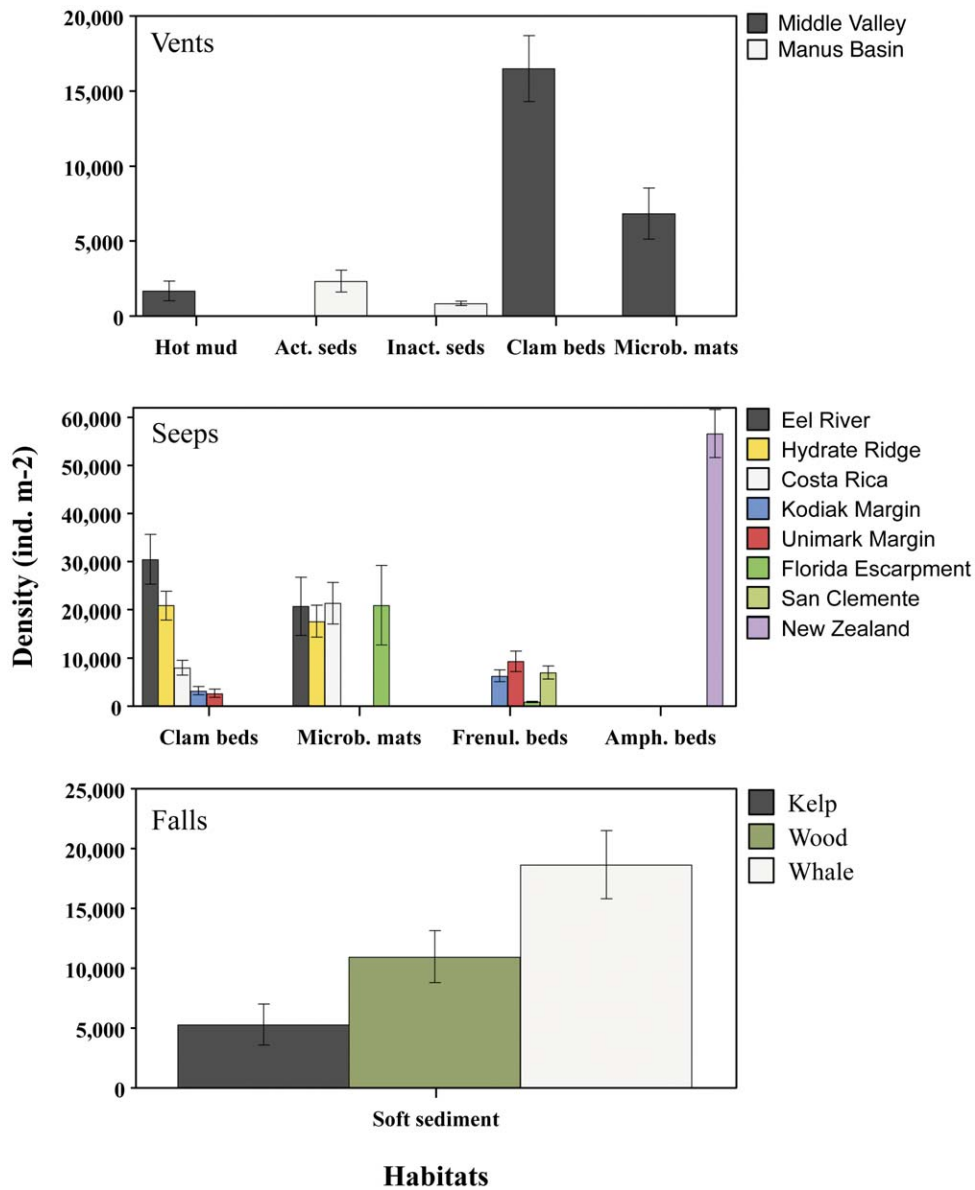 Vents
Middle Valley
Manus Basin
20,000
15,000
10,000
5,000
0
Hot mud
Act. seds
Inact. seds
Clam beds
Microb. mats
Density (ind. m-2)
Seeps
Eel River
Hydrate Ridge
Costa Rica
Kodiak Margin
Unimark Margin
Florida Escarpment
San Clemente
New Zealand
60,000
50,000
40,000
30,000
20,000
10,000
0
Clam beds
Microb. mats
Frenul. beds
Amph. beds
Falls
Kelp
Wood
Whale
25,000
20,000
15,000
10,000
5,000
0
Soft sediment
Habitats